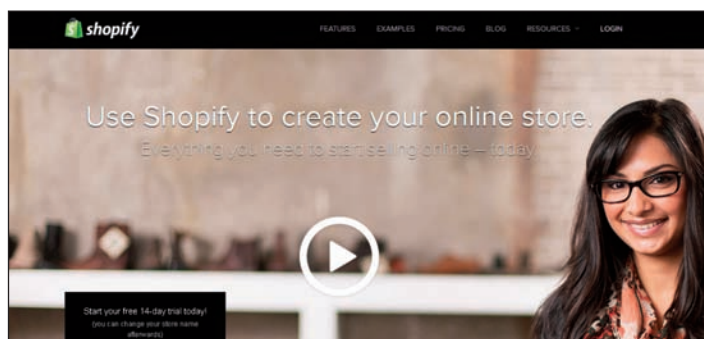 shopify
FEATURES EXAMPLES PRICING BLOG RESOURCES LOGIN
Use Shopify to create your online store.
Everything you need to start selling online – today
Start your free 14-day trial today!
(you can change your store name
afterwards)